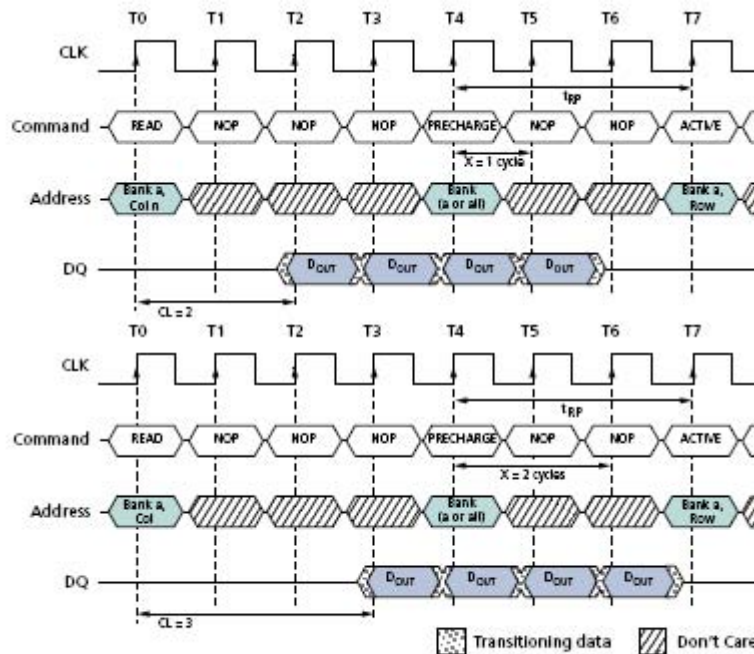 T0 T1 T2 T3 T4 T5 T6 T7
CLK
tRP
Command READ NOP NOP NOP PRECHARGE NOP NOP ACTIVE
X = 1 cycle
Address Bank a, Col n Bank (a or all) Bank a, Row
DQ DOUT DOUT DOUT DOUT
CL = 2
T0 T1 T2 T3 T4 T5 T6 T7
CLK
tRP
Command READ NOP NOP NOP PRECHARGE NOP NOP ACTIVE
X = 2 cycles
Address Bank a, Col Bank (a or all) Bank a, Row
DQ DOUT DOUT DOUT DOUT
CL = 3
Transitioning data Don't Care